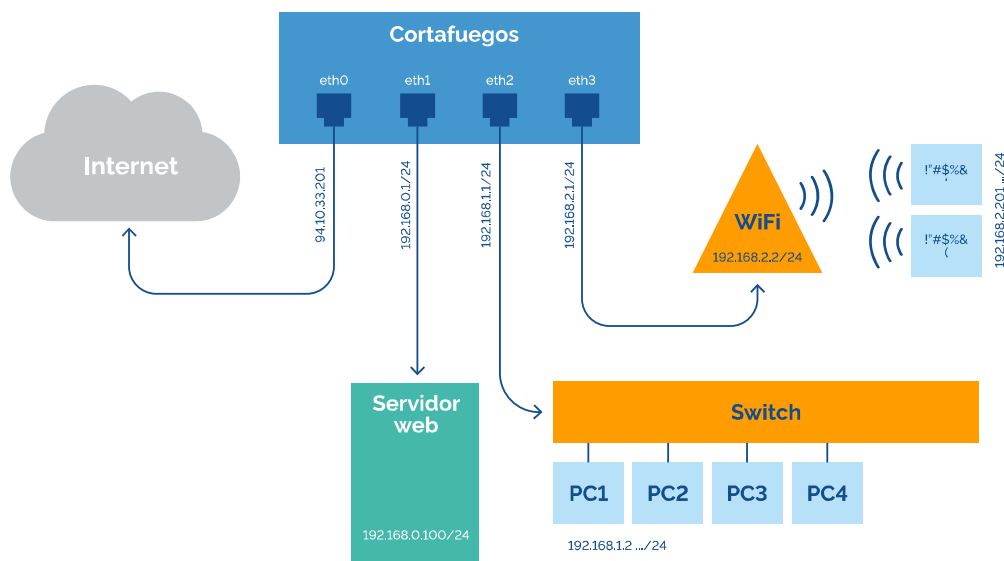 Cortafuegos
eth0
eth1
eth2
eth3
Internet
94.10.33.201
192.168.0.1/24
192.168.1.1/24
192.168.2.1/24
WiFi
192.168.2.2/24
!"#$%&
'
!"#$%&
(
192.168.2.201 .../24
Servidor
web
192.168.0.100/24
Switch
PC1
PC2
PC3
PC4
192.168.1.2 .../24